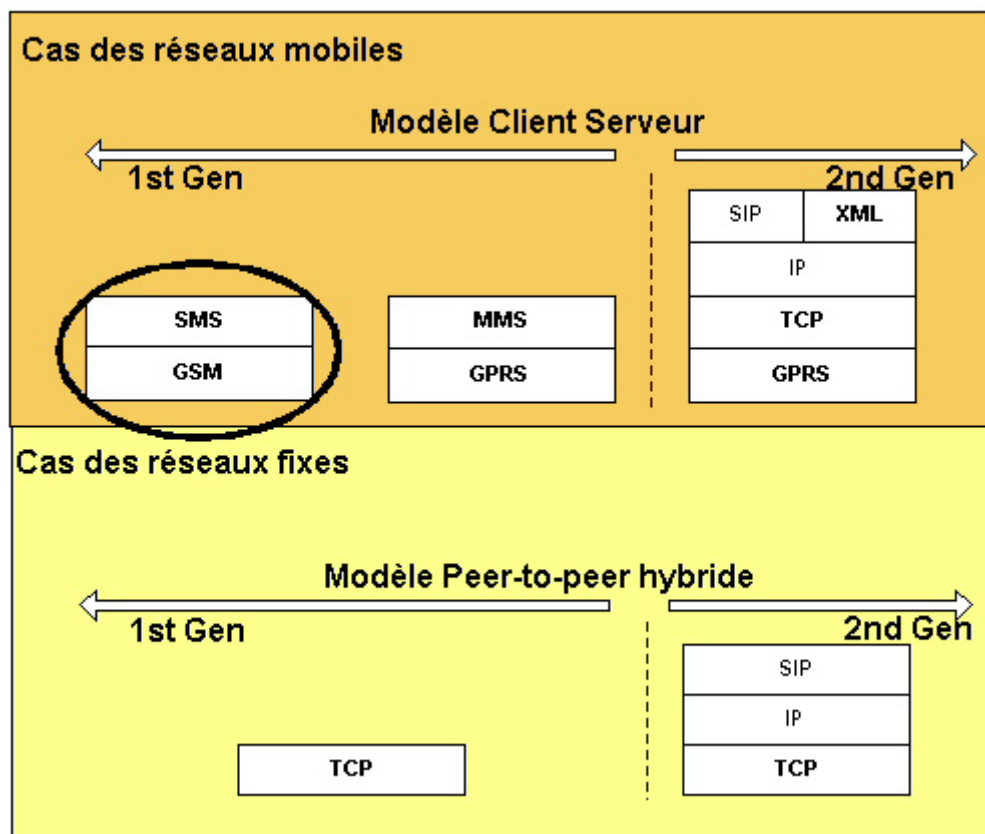 Cas des réseaux mobiles
Modèle Client Serveur
1st Gen
2nd Gen
SIP
XML
IP
SMS
MMS
TCP
GSM
GPRS
GPRS
Cas des réseaux fixes
Modèle Peer-to-peer hybride
1st Gen
2nd Gen
SIP
IP
TCP
TCP